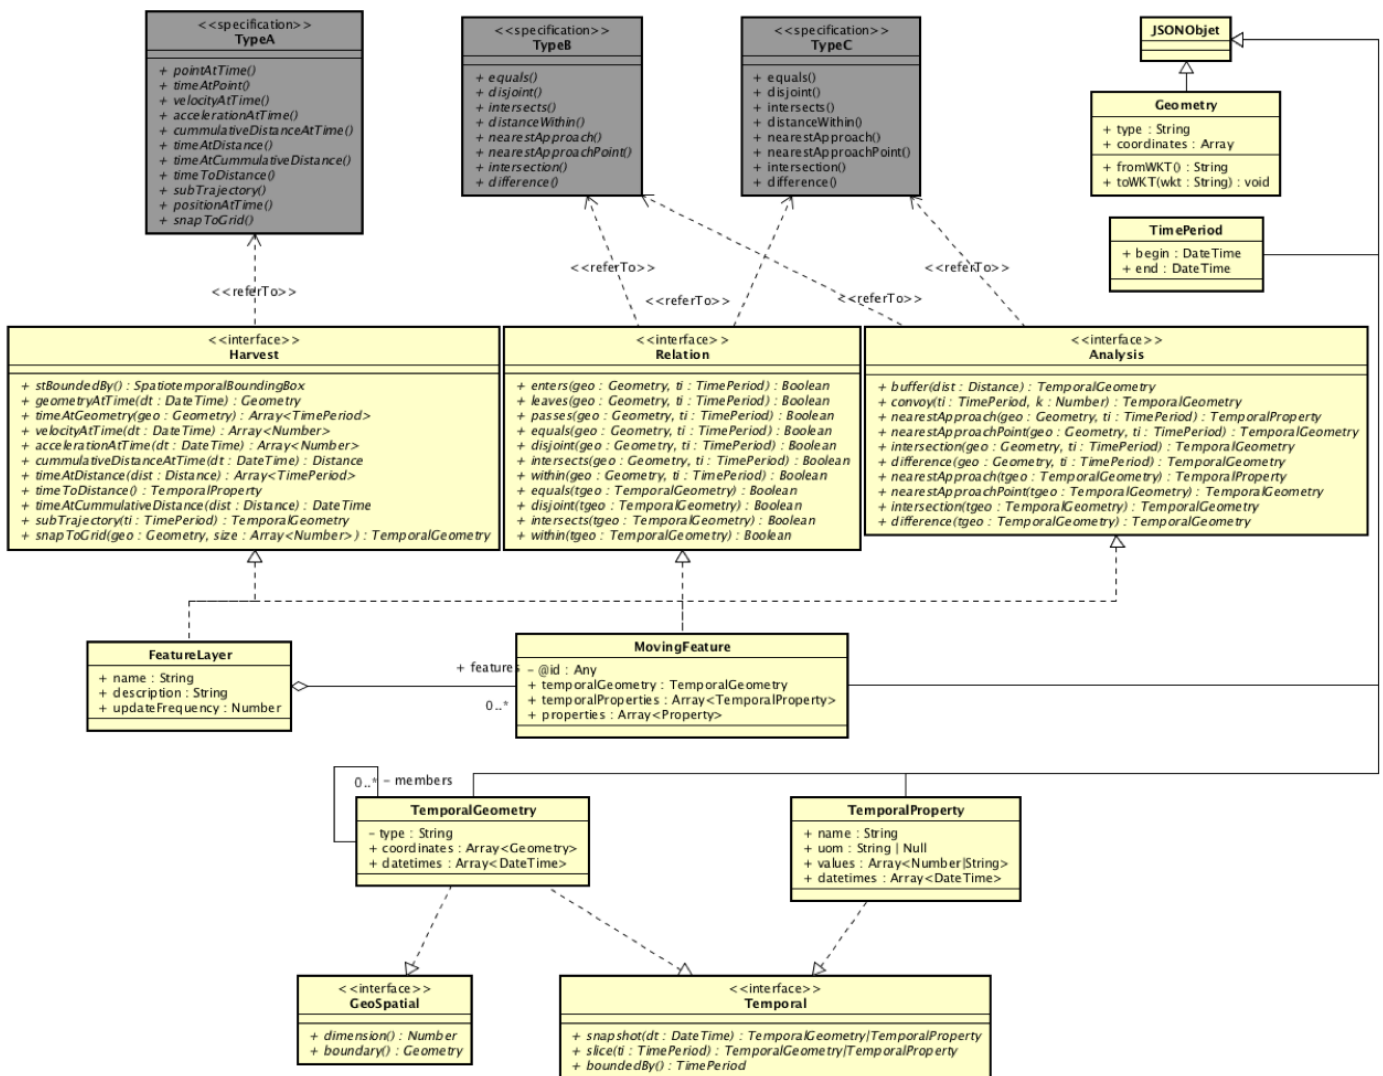 <<specification>>
TypeA
+ pointAtTime()
+ timeAtPoint()
+ velocityAtTime()
+ accelerationAtTime()
+ cummulativeDistanceAtTime()
+ timeAtDistance()
+ timeAtCummulativeDistance()
+ timeToDistance()
+ subTrajectory()
+ positionAtTime()
+ snapToGrid()
<<specification>>
TypeB
+ equals()
+ disjoint()
+ intersects()
+ distanceWithin()
+ nearestApproach()
+ nearestApproachPoint()
+ intersection()
+ difference()
<<specification>>
TypeC
+ equals()
+ disjoint()
+ intersects()
+ distanceWithin()
+ nearestApproach()
+ nearestApproachPoint()
+ intersection()
+ difference()
JSONObjet
Geometry
+ type : String
+ coordinates : Array
+ fromWKT() : String
+ toWKT(wkt : String) : void
TimePeriod
+ begin : DateTime
+ end : DateTime
<<referTo>>
<<referTo>>
<<referTo>>
<<referTo>>
<<referTo>>
<<interface>>
Harvest
+ stBoundedBy() : SpatiotemporalBoundingBox
+ geometryAtTime(dt : DateTime) : Geometry
+ timeAtGeometry(geo : Geometry) : Array<TimePeriod>
+ velocityAtTime(dt : DateTime) : Array<Number>
+ accelerationAtTime(dt : DateTime) : Array<Number>
+ cummulativeDistanceAtTime(dt : DateTime) : Distance
+ timeAtDistance(dist : Distance) : Array<TimePeriod>
+ timeToDistance() : TemporalProperty
+ timeAtCummulativeDistance(dist : Distance) : DateTime
+ subTrajectory(ti : TimePeriod) : TemporalGeometry
+ snapToGrid(geo : Geometry, size : Array<Number>) : TemporalGeometry
<<interface>>
Relation
+ enters(geo : Geometry, ti : TimePeriod) : Boolean
+ leaves(geo : Geometry, ti : TimePeriod) : Boolean
+ passes(geo : Geometry, ti : TimePeriod) : Boolean
+ equals(geo : Geometry, ti : TimePeriod) : Boolean
+ disjoint(geo : Geometry, ti : TimePeriod) : Boolean
+ intersects(geo : Geometry, ti : TimePeriod) : Boolean
+ within(geo : Geometry, ti : TimePeriod) : Boolean
+ equals(tgeo : TemporalGeometry) : Boolean
+ disjoint(tgeo : TemporalGeometry) : Boolean
+ intersects(tgeo : TemporalGeometry) : Boolean
+ within(tgeo : TemporalGeometry) : Boolean
<<interface>>
Analysis
+ buffer(dist : Distance) : TemporalGeometry
+ convoy(ti : TimePeriod, k : Number) : TemporalGeometry
+ nearestApproach(geo : Geometry, ti : TimePeriod) : TemporalProperty
+ nearestApproachPoint(geo : Geometry, ti : TimePeriod) : TemporalGeometry
+ intersection(geo : Geometry, ti : TimePeriod) : TemporalGeometry
+ difference(geo : Geometry, ti : TimePeriod) : TemporalGeometry
+ nearestApproach(tgeo : TemporalGeometry) : TemporalProperty
+ nearestApproachPoint(tgeo : TemporalGeometry) : TemporalGeometry
+ intersection(tgeo : TemporalGeometry) : TemporalGeometry
+ difference(tgeo : TemporalGeometry) : TemporalGeometry
FeatureLayer
+ name : String
+ description : String
+ updateFrequency : Number
+ features
0..*
MovingFeature
– @id : Any
+ temporalGeometry : TemporalGeometry
+ temporalProperties : Array<TemporalProperty>
+ properties : Array<Property>
0..* – members
TemporalGeometry
– type : String
+ coordinates : Array<Geometry>
+ datetimes : Array<DateTime>
TemporalProperty
+ name : String
+ uom : String | Null
+ values : Array<Number|String>
+ datetimes : Array<DateTime>
<<interface>>
GeoSpatial
+ dimension() : Number
+ boundary() : Geometry
<<interface>>
Temporal
+ snapshot(dt : DateTime) : TemporalGeometry|TemporalProperty
+ slice(ti : TimePeriod) : TemporalGeometry|TemporalProperty
+ boundedBy() : TimePeriod